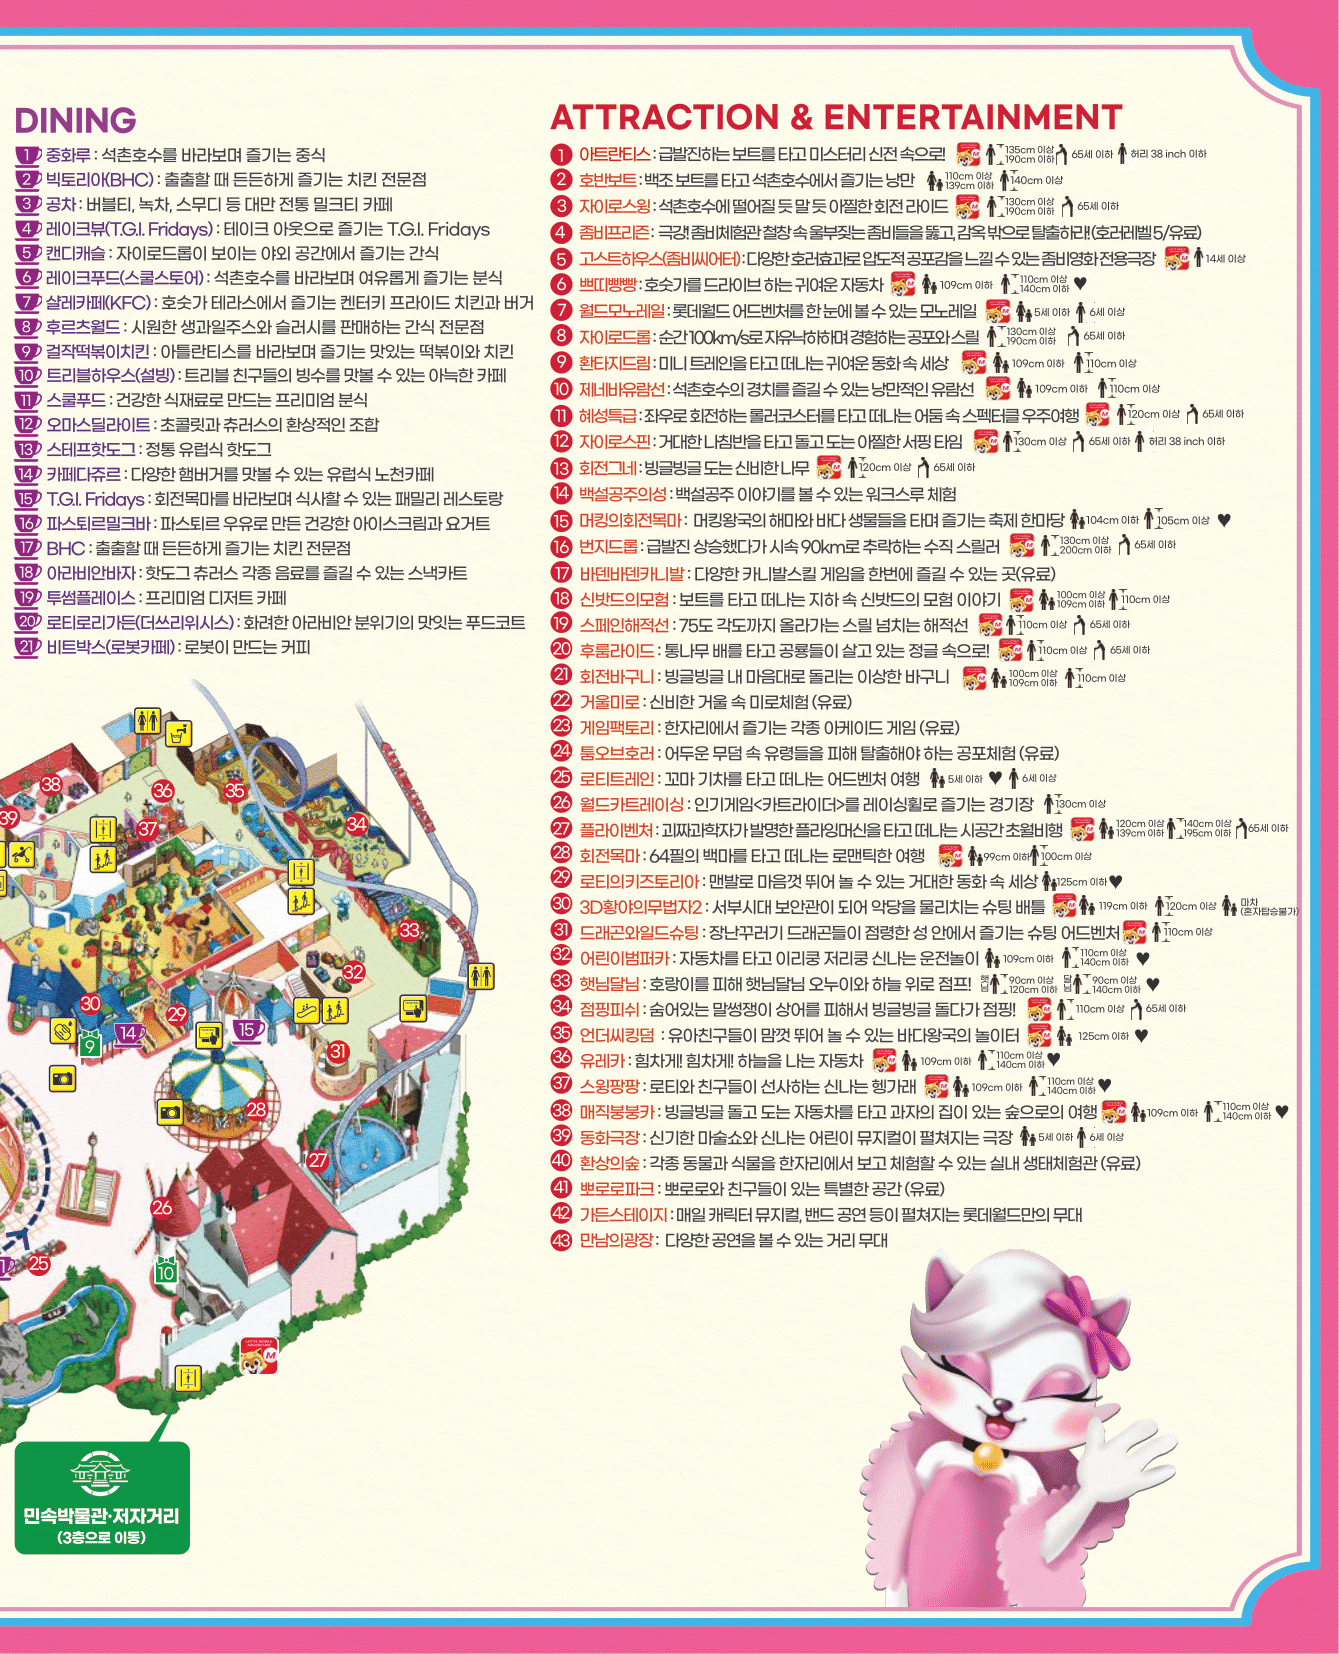 DINING
1 중화루 : 석촌호수를 바라보며 즐기는 중식
2 빅토리아(BHC) : 출출할 때 든든하게 즐기는 치킨 전문점
3 공차 : 버블티, 녹차, 스무디 등 대만 전통 밀크티 카페
4 레이크뷰(T.G.I. Fridays) : 테이크 아웃으로 즐기는 T.G.I. Fridays
5 캔디캐슬 : 자이로드롭이 보이는 야외 공간에서 즐기는 간식
6 레이크푸드(스쿨스토어) : 석촌호수를 바라보며 여유롭게 즐기는 분식
7 샬레카페(KFC) : 호숫가 테라스에서 즐기는 켄터키 프라이드 치킨과 버거
8 후르츠월드 : 시원한 생과일주스와 슬러시를 판매하는 간식 전문점
9 걸작떡볶이치킨 : 아틀란티스를 바라보며 즐기는 맛있는 떡볶이와 치킨
10 트리블하우스(설빙) : 트리블 친구들의 빙수를 맛볼 수 있는 아늑한 카페
11 스쿨푸드 : 건강한 식재료로 만드는 프리미엄 분식
12 오마스딜라이트 : 초콜릿과 츄러스의 환상적인 조합
13 스테프핫도그 : 정통 유럽식 핫도그
14 카페다쥬르 : 다양한 햄버거를 맛볼 수 있는 유럽식 노천카페
15 T.G.I. Fridays : 회전목마를 바라보며 식사할 수 있는 패밀리 레스토랑
16 파스퇴르밀크바 : 파스퇴르 우유로 만든 건강한 아이스크림과 요거트
17 BHC : 출출할 때 든든하게 즐기는 치킨 전문점
18 아라비안바자 : 핫도그 츄러스 각종 음료를 즐길 수 있는 스낵카트
19 투썸플레이스 : 프리미엄 디저트 카페
20 로티로리가든(더쓰리위시스) : 화려한 아라비안 분위기의 맛잇는 푸드코트
21 비트박스(로봇카페) : 로봇이 만드는 커피
ATTRACTION & ENTERTAINMENT
1 아트란티스 : 급발진하는 보트를 타고 미스터리 신전 속으로! 135cm 이상 190cm 이하 65세 이하 허리 38 inch 이하
2 호반보트 : 백조 보트를 타고 석촌호수에서 즐기는 낭만 110cm 이상 139cm 이하 140cm 이상
3 자이로스윙 : 석촌호수에 떨어질 듯 말 듯 아찔한 회전 라이드 130cm 이상 190cm 이하 65세 이하
4 좀비프리즌 : 극강! 좀비체험관 철창 속 울부짖는 좀비들을 뚫고, 감옥 밖으로 탈출하라!(호러레벨 5/유료)
5 고스트하우스(좀비씨어터) : 다양한 호러효과로 압도적 공포감을 느낄 수 있는 좀비영화 전용극장 14세 이상
6 쁘띠빵빵 : 호숫가를 드라이브 하는 귀여운 자동차 109cm 이하 110cm 이상 140cm 이하 ♥
7 월드모노레일 : 롯데월드 어드벤처를 한 눈에 볼 수 있는 모노레일 5세 이하 6세 이상
8 자이로드롭 : 순간 100km/s로 자유낙하하며 경험하는 공포와 스릴 130cm 이상 190cm 이하 65세 이하
9 환타지드림 : 미니 트레인을 타고 떠나는 귀여운 동화 속 세상 109cm 이하 110cm 이상
10 제네바유람선 : 석촌호수의 경치를 즐길 수 있는 낭만적인 유람선 109cm 이하 110cm 이상
11 혜성특급 : 좌우로 회전하는 롤러코스터를 타고 떠나는 어둠 속 스펙터클 우주여행 120cm 이상 65세 이하
12 자이로스핀 : 거대한 나침반을 타고 돌고 도는 아찔한 서핑 타임 130cm 이상 65세 이하 허리 38 inch 이하
13 회전그네 : 빙글빙글 도는 신비한 나무 120cm 이상 65세 이하
14 백설공주의성 : 백설공주 이야기를 볼 수 있는 워크스루 체험
15 머킹의회전목마 : 머킹왕국의 해마와 바다 생물들을 타며 즐기는 축제 한마당 104cm 이하 105cm 이상 ♥
16 번지드롭 : 급발진 상승했다가 시속 90km로 추락하는 수직 스릴러 130cm 이상 200cm 이하 65세 이하
17 바덴바덴카니발 : 다양한 카니발스킬 게임을 한번에 즐길 수 있는 곳(유료)
18 신밧드의모험 : 보트를 타고 떠나는 지하 속 신밧드의 모험 이야기 100cm 이상 109cm 이하 110cm 이상
19 스페인해적선 : 75도 각도까지 올라가는 스릴 넘치는 해적선 110cm 이상 65세 이하
20 후룸라이드 : 통나무 배를 타고 공룡들이 살고 있는 정글 속으로! 110cm 이상 65세 이하
21 회전바구니 : 빙글빙글 내 마음대로 돌리는 이상한 바구니 100cm 이상 109cm 이하 110cm 이상
22 거울미로 : 신비한 거울 속 미로체험 (유료)
23 게임팩토리 : 한자리에서 즐기는 각종 아케이드 게임 (유료)
24 툼오브호러 : 어두운 무덤 속 유령들을 피해 탈출해야 하는 공포체험 (유료)
25 로티트레인 : 꼬마 기차를 타고 떠나는 어드벤처 여행 5세 이하 ♥ 6세 이상
26 월드카트레이싱 : 인기게임<카트라이더>를 레이싱휠로 즐기는 경기장 130cm 이상
27 플라이벤처 : 괴짜과학자가 발명한 플라잉머신을 타고 떠나는 시공간 초월비행 120cm 이상 139cm 이하 140cm 이상 195cm 이하 65세 이하
28 회전목마 : 64필의 백마를 타고 떠나는 로맨틱한 여행 99cm 이하 100cm 이상
29 로티의키즈토리아 : 맨발로 마음껏 뛰어 놀 수 있는 거대한 동화 속 세상 125cm 이하 ♥
30 3D황야의무법자2 : 서부시대 보안관이 되어 악당을 물리치는 슈팅 배틀 119cm 이하 120cm 이상 마차 (혼자탑승불가)
31 드래곤와일드슈팅 : 장난꾸러기 드래곤들이 점령한 성 안에서 즐기는 슈팅 어드벤처 110cm 이상
32 어린이범퍼카 : 자동차를 타고 이리쿵 저리쿵 신나는 운전놀이 109cm 이하 110cm 이상 140cm 이하 ♥
33 햇님달님 : 호랑이를 피해 햇님달님 오누이와 하늘 위로 점프! 햇님 90cm 이상 120cm 이하 달님 90cm 이상 140cm 이하 ♥
34 점핑피쉬 : 숨어있는 말썽쟁이 상어를 피해서 빙글빙글 돌다가 점핑! 110cm 이상 65세 이하
35 언더씨킹덤 : 유아친구들이 맘껏 뛰어 놀 수 있는 바다왕국의 놀이터 125cm 이하 ♥
36 유레카 : 힘차게! 힘차게! 하늘을 나는 자동차 109cm 이하 110cm 이상 140cm 이하 ♥
37 스윙팡팡 : 로티와 친구들이 선사하는 신나는 헹가래 109cm 이하 110cm 이상 140cm 이하 ♥
38 매직붕붕카 : 빙글빙글 돌고 도는 자동차를 타고 과자의 집이 있는 숲으로의 여행 109cm 이하 110cm 이상 140cm 이하 ♥
39 동화극장 : 신기한 마술쇼와 신나는 어린이 뮤지컬이 펼쳐지는 극장 5세 이하 6세 이상
40 환상의숲 : 각종 동물과 식물을 한자리에서 보고 체험할 수 있는 실내 생태체험관 (유료)
41 뽀로로파크 : 뽀로로와 친구들이 있는 특별한 공간 (유료)
42 가든스테이지 : 매일 캐릭터 뮤지컬, 밴드 공연 등이 펼쳐지는 롯데월드만의 무대
43 만남의광장 : 다양한 공연을 볼 수 있는 거리 무대
38
36
35
39
37
34
33
32
30
29
14
15
9
31
28
27
26
25
10
민속박물관·저자거리
(3층으로 이동)